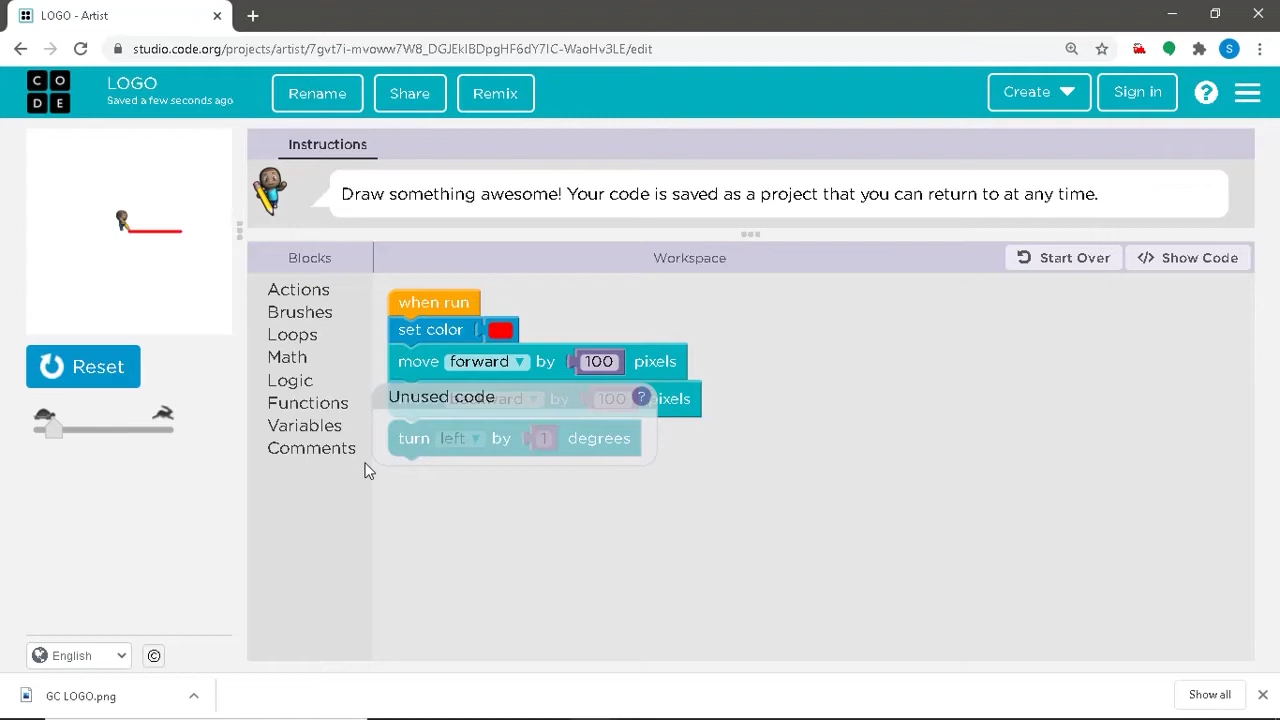 LOGO - Artist
studio.code.org/projects/artist/7gvt7i-mvoww7W8_DGJEkIBDpgHF6dY7IC-WaoHv3LE/edit
S
C O D E
LOGO
Saved a few seconds ago
Rename
Share
Remix
Create
Sign in
?
Instructions
Draw something awesome! Your code is saved as a project that you can return to at any time.
Blocks
Workspace
Start Over
</> Show Code
Actions
Brushes
Loops
Math
Logic
Functions
Variables
Comments
when run
set color
move forward by 100 pixels
backward by 100 pixels
Unused code ?
turn left by 1 degrees
Reset
English
©
GC LOGO.png
Show all